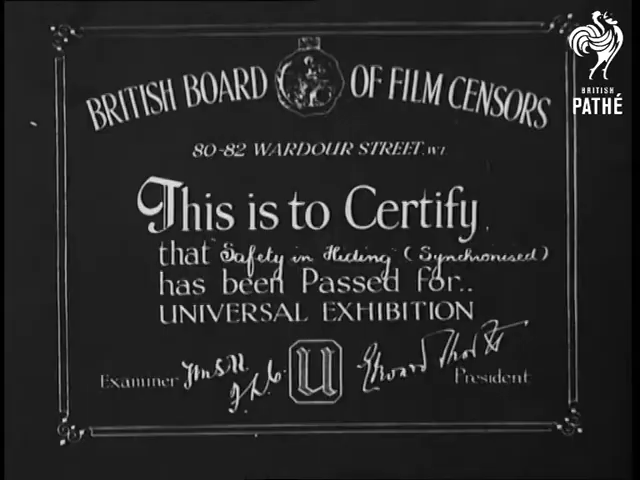 BRITISH BOARD OF FILM CENSORS
BRITISH
PATHÉ
80-82 WARDOUR STREET. W1
This is to Certify
that "Safety in Hiding" (Synchronised)
has been Passed for..
UNIVERSAL EXHIBITION
Examiner
U
President